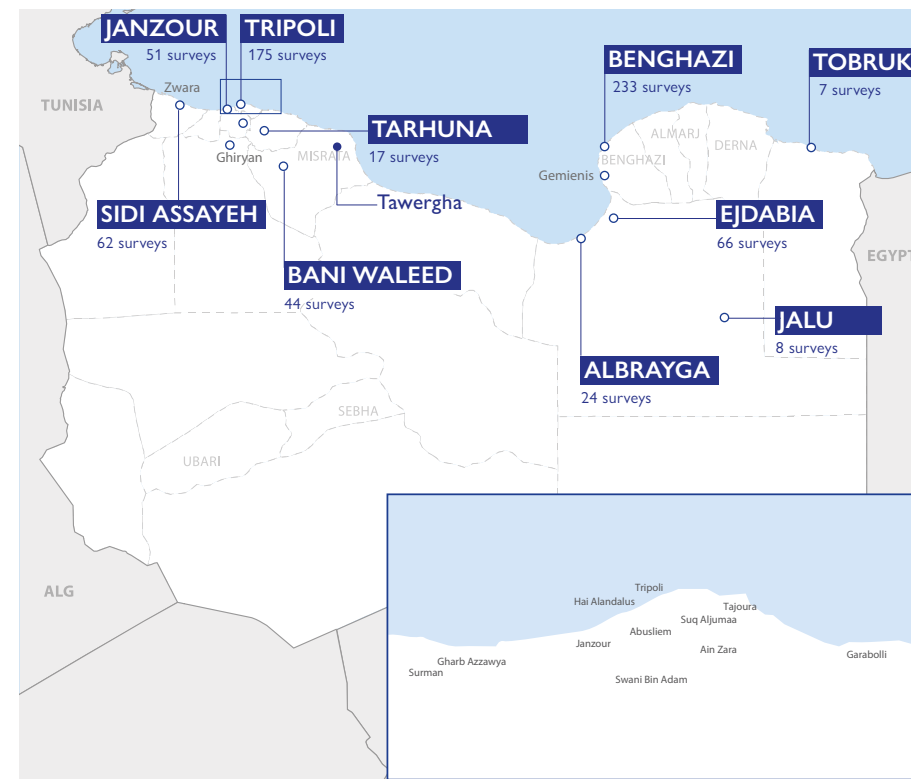 JANZOUR
51 surveys
TRIPOLI
175 surveys
BENGHAZI
233 surveys
TOBRUK
7 surveys
TUNISIA
Zwara
TARHUNA
17 surveys
Ghiryan
MISRATA
ALMARJ
DERNA
BENGHAZI
Gemienis
Tawergha
SIDI ASSAYEH
62 surveys
EJDABIA
66 surveys
EGYPT
BANI WALEED
44 surveys
JALU
8 surveys
ALBRAYGA
24 surveys
SEBHA
UBARI
ALG
Tripoli
Hai Alandalus
Tajoura
Suq Aljumaa
Abusliem
Janzour
Ain Zara
Garabolli
Gharb Azzawya
Surman
Swani Bin Adam